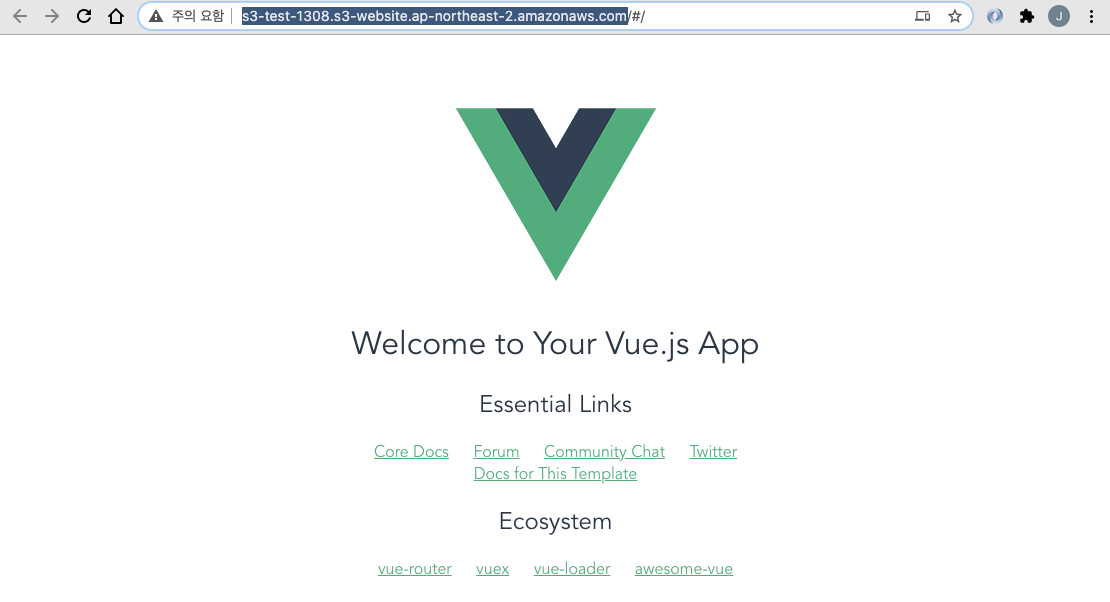 주의 요함 s3-test-1308.s3-website.ap-northeast-2.amazonaws.com/#/ J
Welcome to Your Vue.js App
Essential Links
Core Docs Forum Community Chat Twitter
Docs for This Template
Ecosystem
vue-router vuex vue-loader awesome-vue